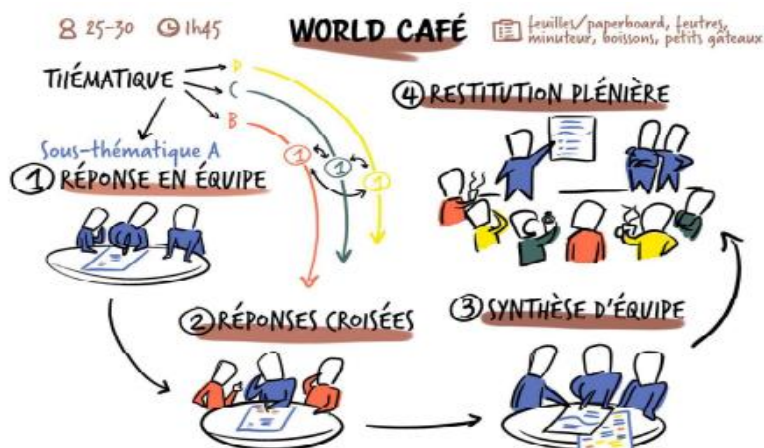 25-30
1h45
WORLD CAFÉ
feuilles/paperboard, feutres,
minuteur, boissons, petits gâteaux
THÉMATIQUE
D
C
B
Sous-thématique A
1 RÉPONSE EN ÉQUIPE
1
1
1
4 RESTITUTION PLÉNIÈRE
2 RÉPONSES CROISÉES
3 SYNTHÈSE D'ÉQUIPE